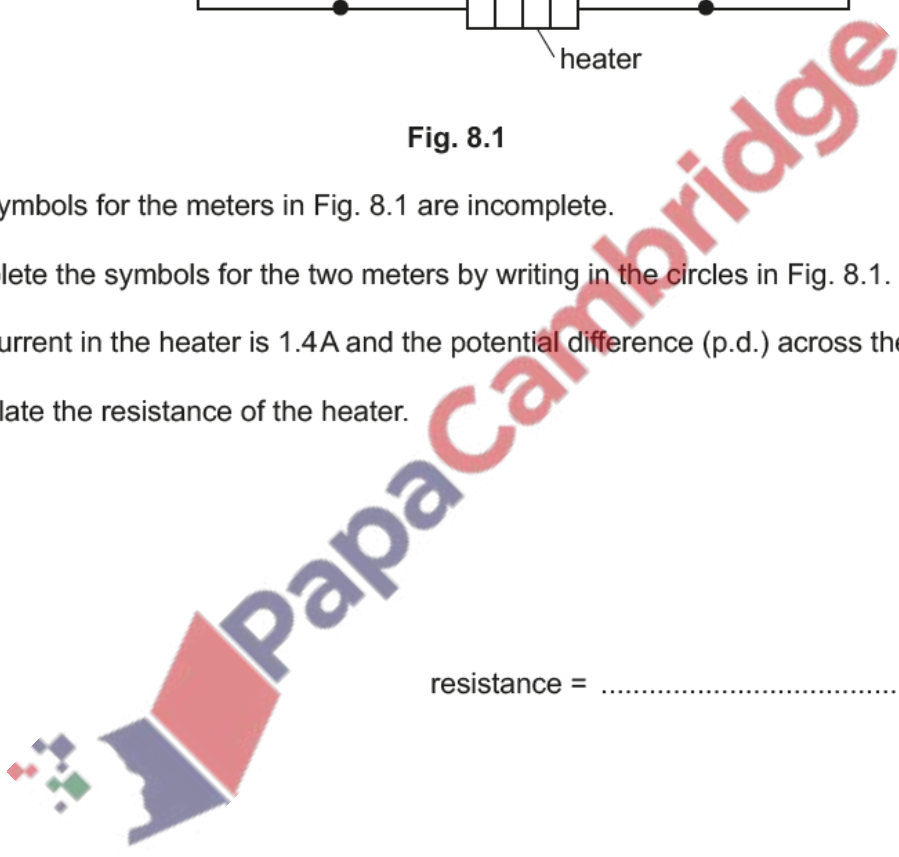 heater
Fig. 8.1
ymbols for the meters in Fig. 8.1 are incomplete.
lete the symbols for the two meters by writing in the circles in Fig. 8.1.
urrent in the heater is 1.4 A and the potential difference (p.d.) across the
late the resistance of the heater.
resistance = ....................................
PapaCambridge